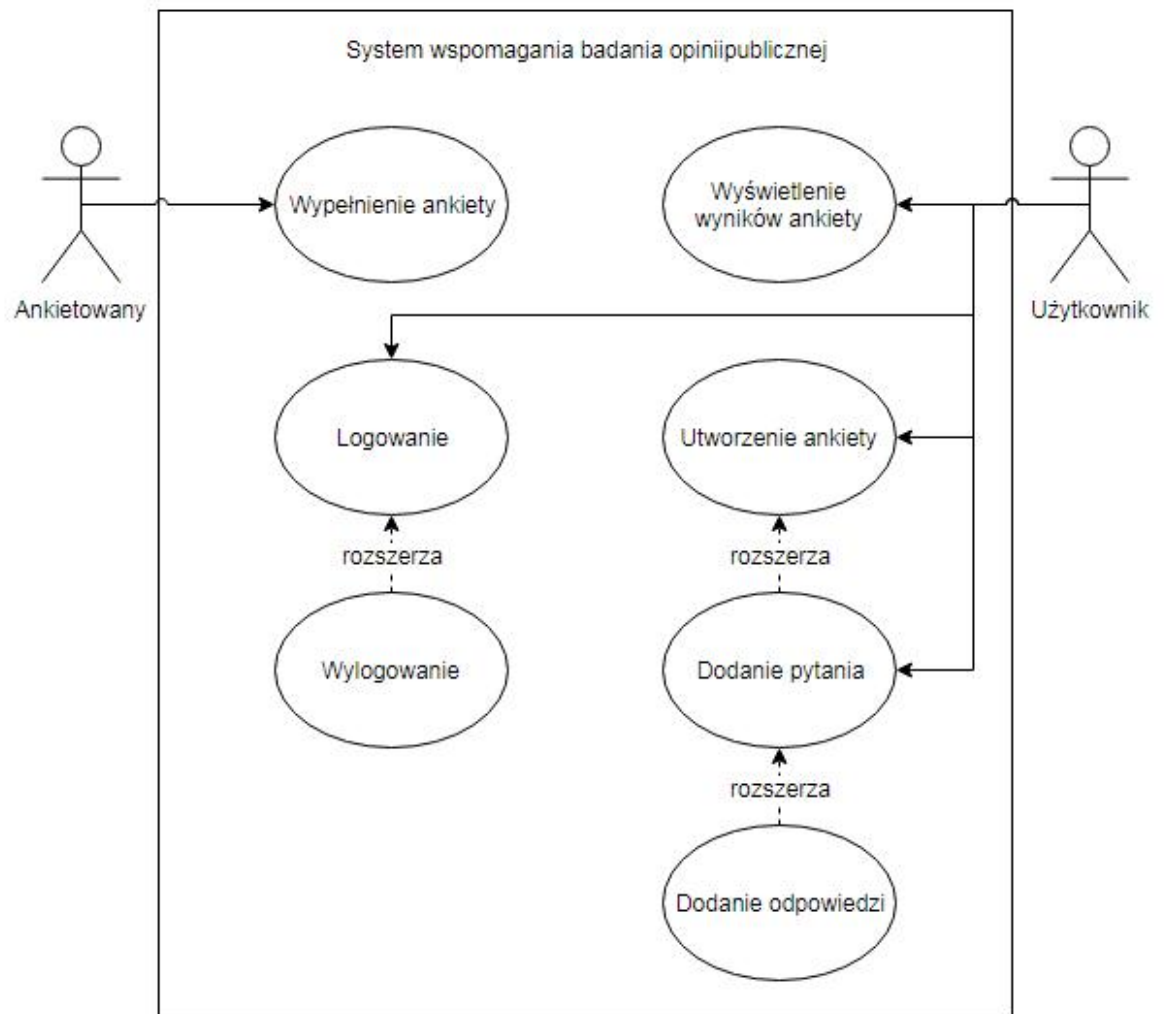 System wspomagania badania opiniipublicznej
Wypełnienie ankiety
Wyświetlenie
wyników ankiety
Ankietowany
Użytkownik
Logowanie
Utworzenie ankiety
rozszerza
rozszerza
Wylogowanie
Dodanie pytania
rozszerza
Dodanie odpowiedzi